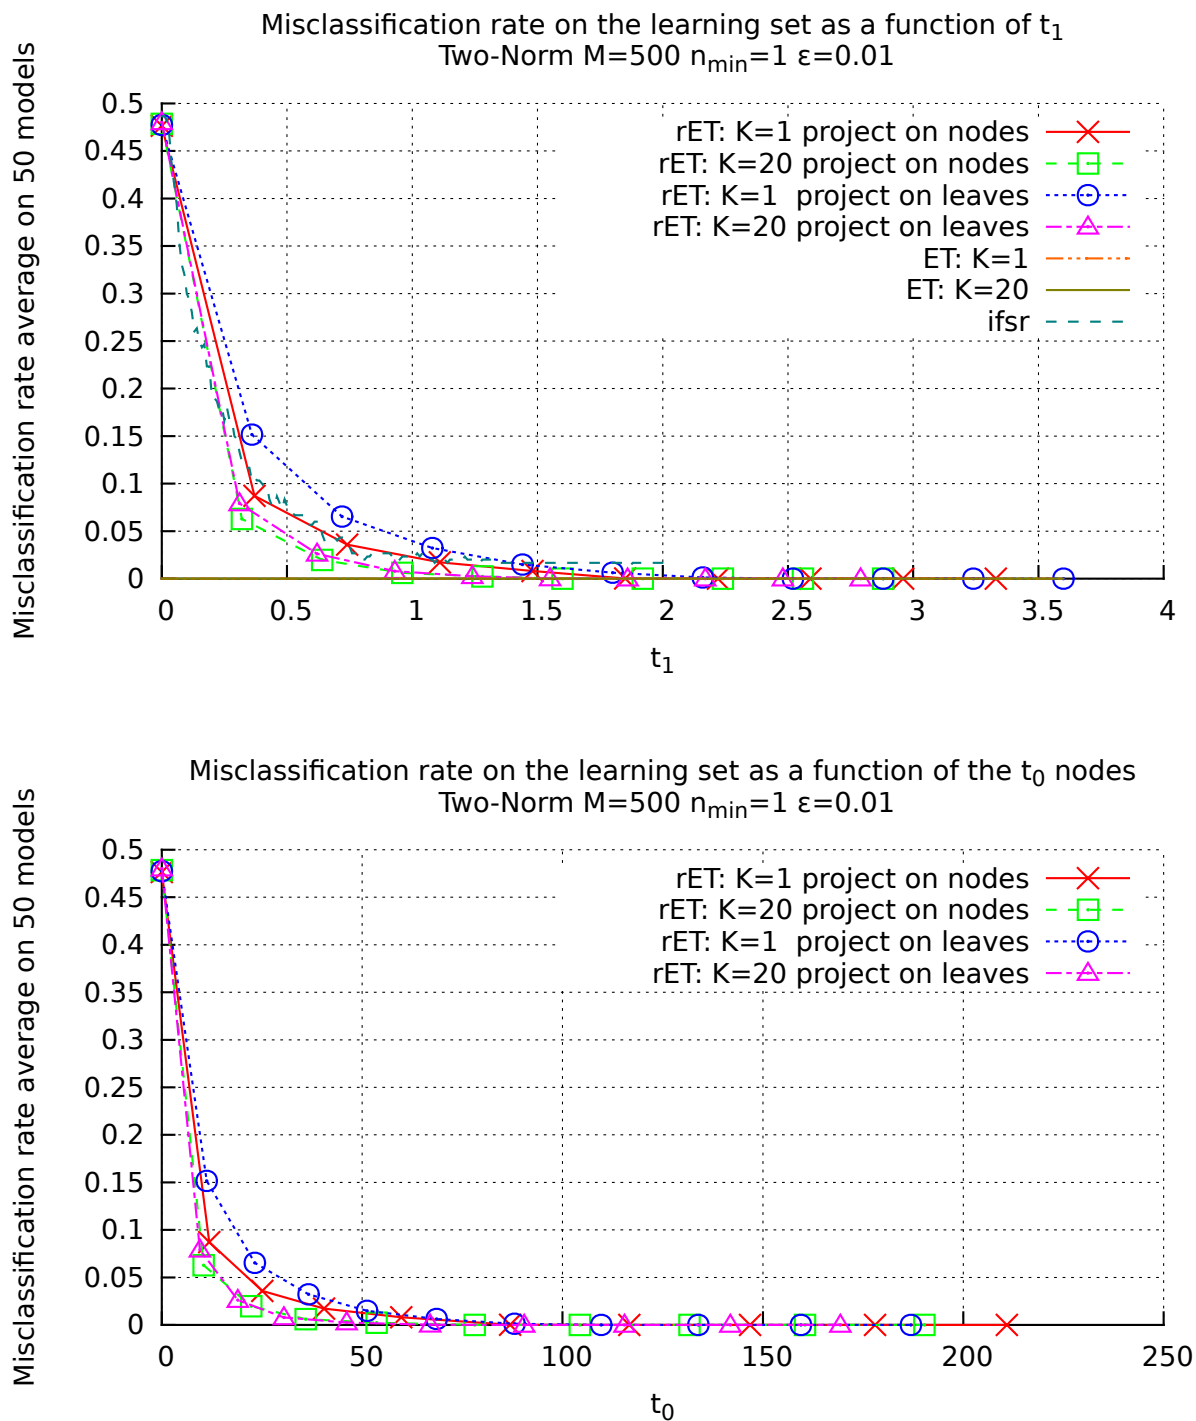 Misclassification rate on the learning set as a function of t1
Two-Norm M=500 nmin=1 ε=0.01
Misclassification rate average on 50 models
0.5
0.45
0.4
0.35
0.3
0.25
0.2
0.15
0.1
0.05
0
rET: K=1 project on nodes
rET: K=20 project on nodes
rET: K=1  project on leaves
rET: K=20 project on leaves
ET: K=1
ET: K=20
ifsr
0 0.5 1 1.5 2 2.5 3 3.5 4
t1
Misclassification rate on the learning set as a function of the t0 nodes
Two-Norm M=500 nmin=1 ε=0.01
Misclassification rate average on 50 models
0.5
0.45
0.4
0.35
0.3
0.25
0.2
0.15
0.1
0.05
0
rET: K=1 project on nodes
rET: K=20 project on nodes
rET: K=1  project on leaves
rET: K=20 project on leaves
0 50 100 150 200 250
t0